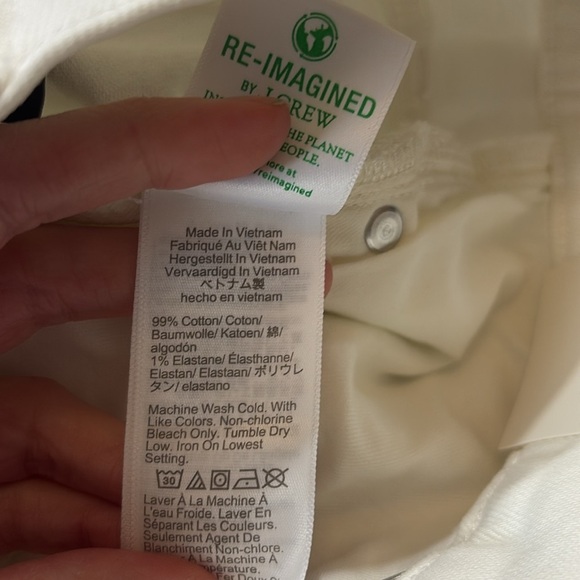 RE-IMAGINED
BY J.CREW
THE PLANET
more at
reimagined
Made In Vietnam
Fabriqué Au Viêt Nam
Hergestellt In Vietnam
Vervaardigd In Vietnam
ベトナム製
hecho en vietnam
99% Cotton/ Coton/
Baumwolle/ Katoen/ 綿/
algodón
1% Elastane/ Élasthanne/
Elastan/ Elastaan/ ポリウレ
タン/ elastano
Machine Wash Cold. With
Like Colors. Non-chlorine
Bleach Only. Tumble Dry
Low. Iron On Lowest
Setting.
30
Laver À La Machine À
L'eau Froide. Laver En
Séparant Les Couleurs.
Seulement Agent De
Blanchiment Non-chlore.
À La Machine